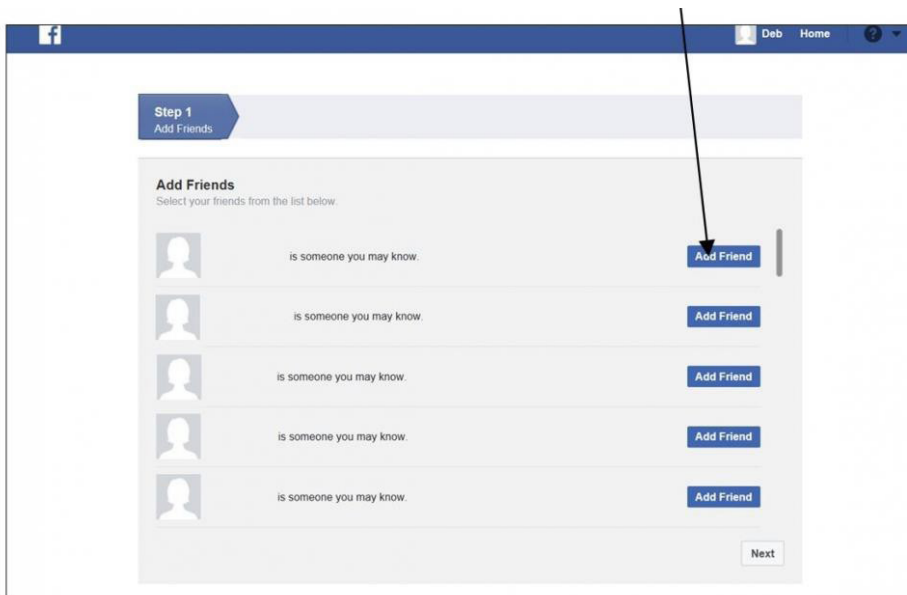 f
Deb Home ?
Step 1
Add Friends
Add Friends
Select your friends from the list below.
is someone you may know. Add Friend
is someone you may know. Add Friend
is someone you may know. Add Friend
is someone you may know. Add Friend
is someone you may know. Add Friend
Next